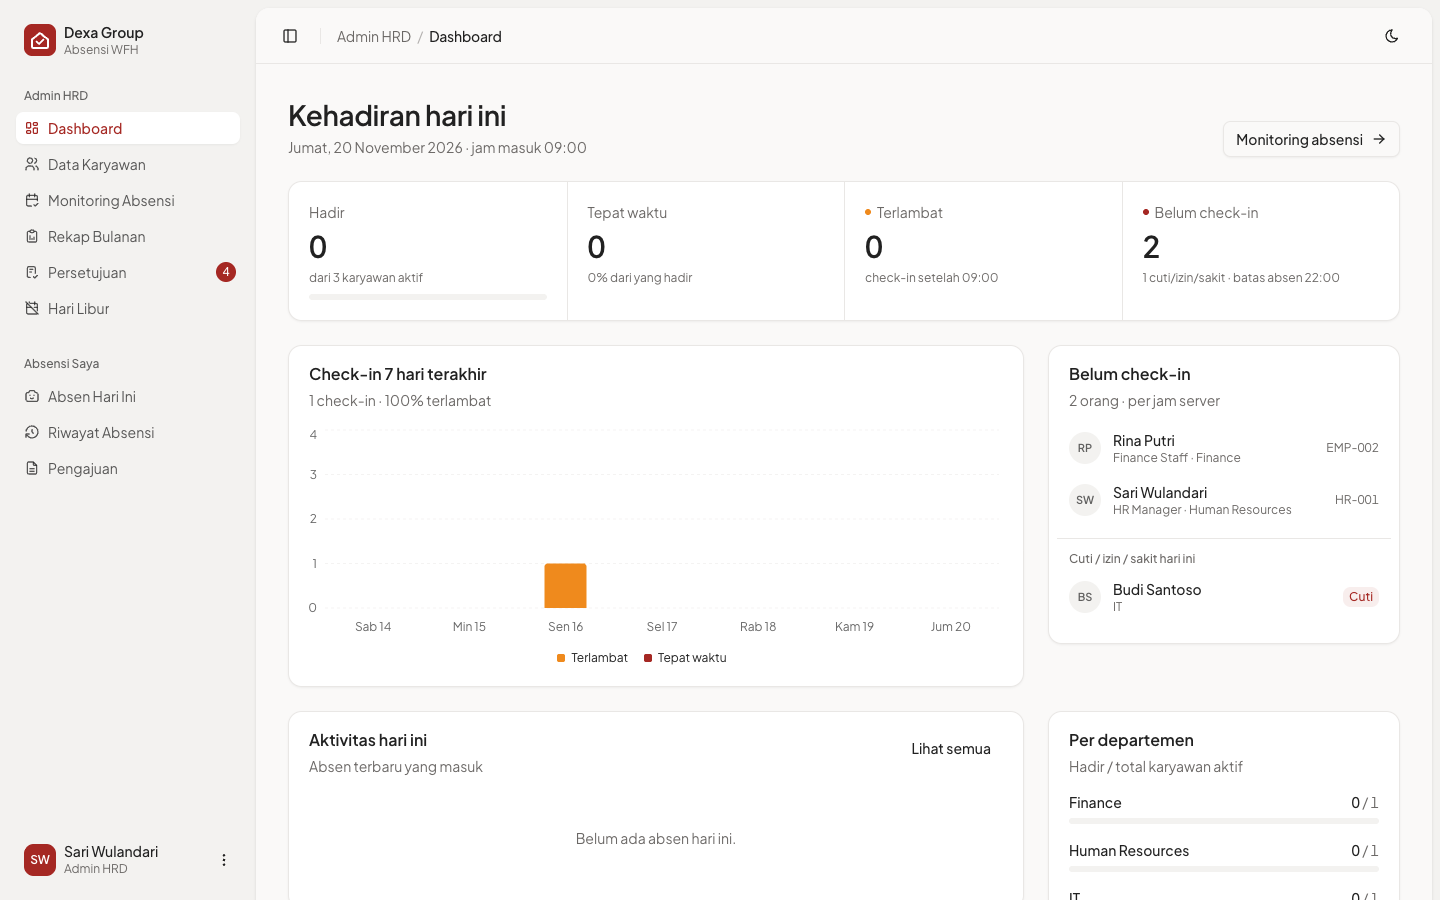 Dexa Group
Absensi WFH
Admin HRD
Dashboard
Data Karyawan
Monitoring Absensi
Rekap Bulanan
Persetujuan 4
Hari Libur
Absensi Saya
Absen Hari Ini
Riwayat Absensi
Pengajuan
SW
Sari Wulandari
Admin HRD
Admin HRD / Dashboard
Kehadiran hari ini
Jumat, 20 November 2026 · jam masuk 09:00
Monitoring absensi
Hadir
0
dari 3 karyawan aktif
Tepat waktu
0
0% dari yang hadir
Terlambat
0
check-in setelah 09:00
Belum check-in
2
1 cuti/izin/sakit · batas absen 22:00
Check-in 7 hari terakhir
1 check-in · 100% terlambat
4
3
2
1
0
Sab 14 Min 15 Sen 16 Sel 17 Rab 18 Kam 19 Jum 20
Terlambat Tepat waktu
Belum check-in
2 orang · per jam server
RP
Rina Putri
Finance Staff · Finance
EMP-002
SW
Sari Wulandari
HR Manager · Human Resources
HR-001
Cuti / izin / sakit hari ini
BS
Budi Santoso
IT
Cuti
Aktivitas hari ini
Absen terbaru yang masuk
Lihat semua
Belum ada absen hari ini.
Per departemen
Hadir / total karyawan aktif
Finance 0 / 1
Human Resources 0 / 1
IT 0 / 1